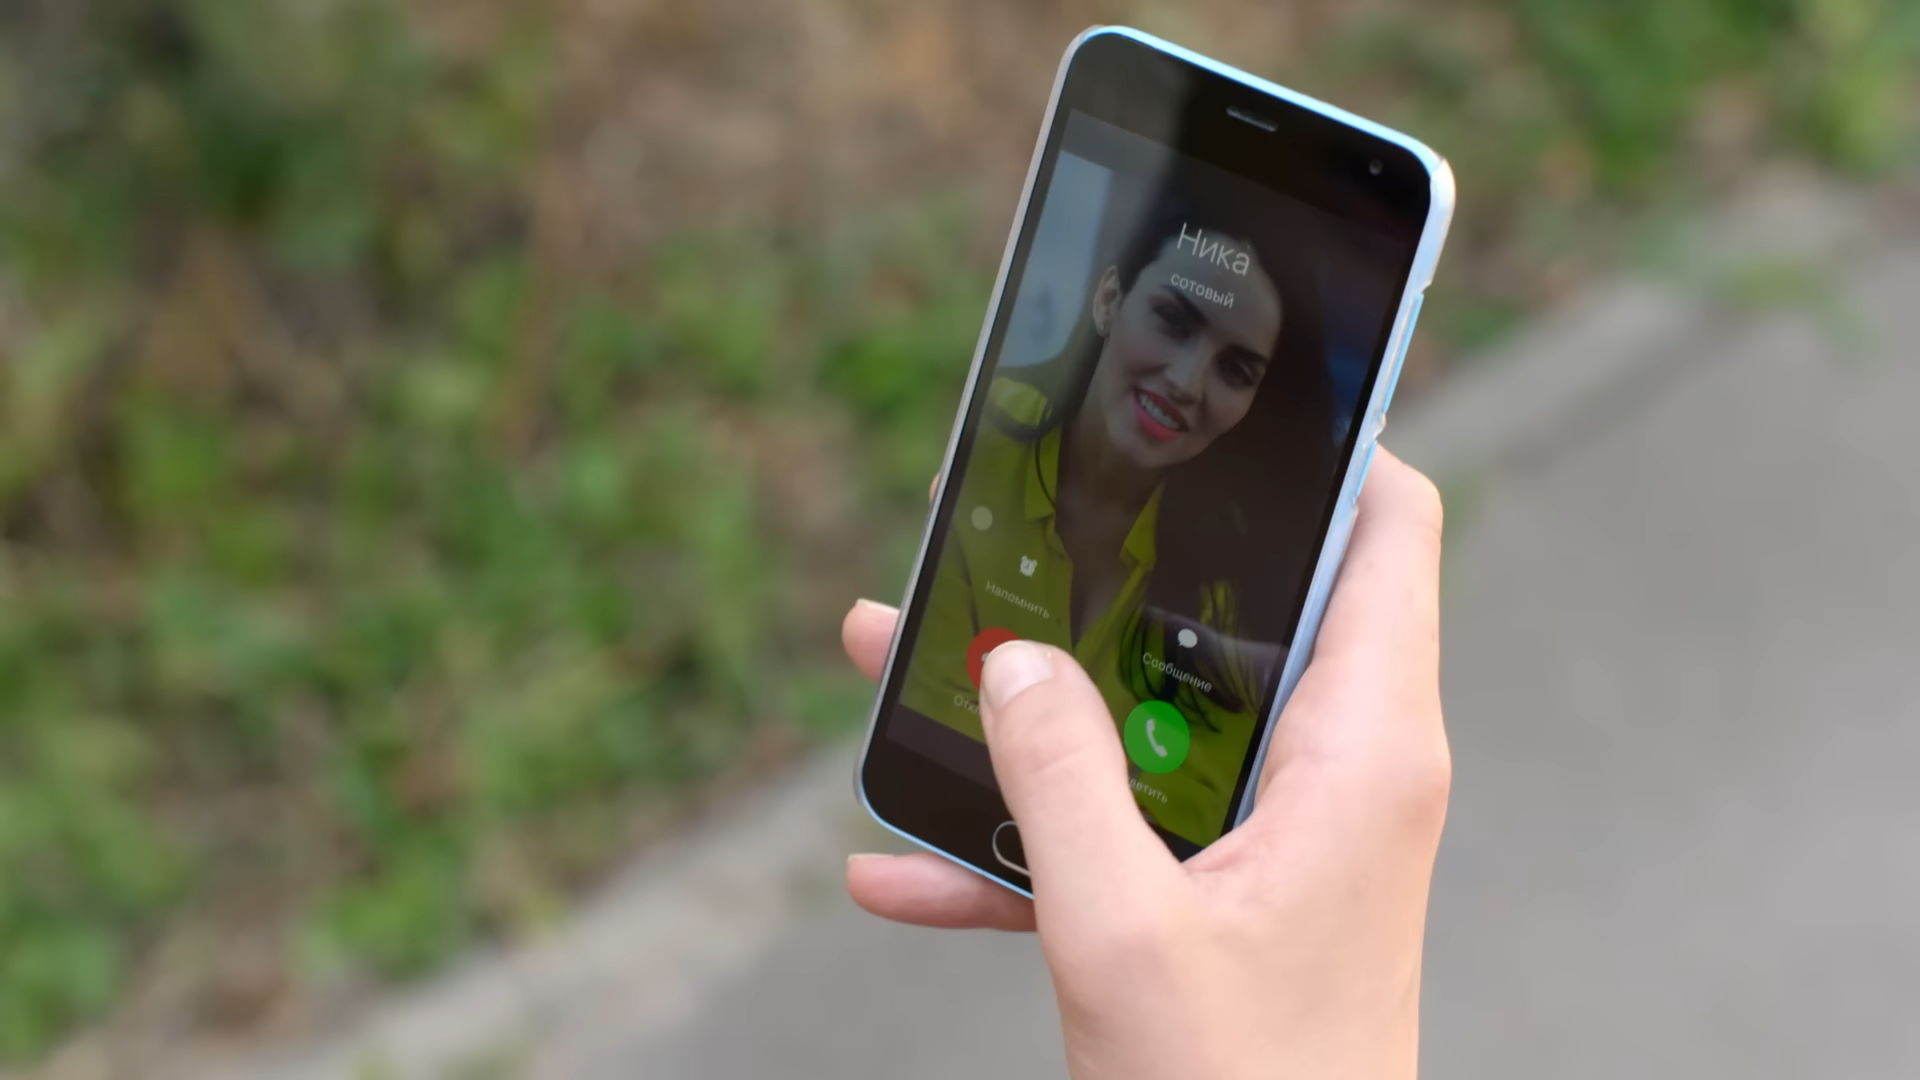 Ника
сотовый
Напомнить
Сообщение